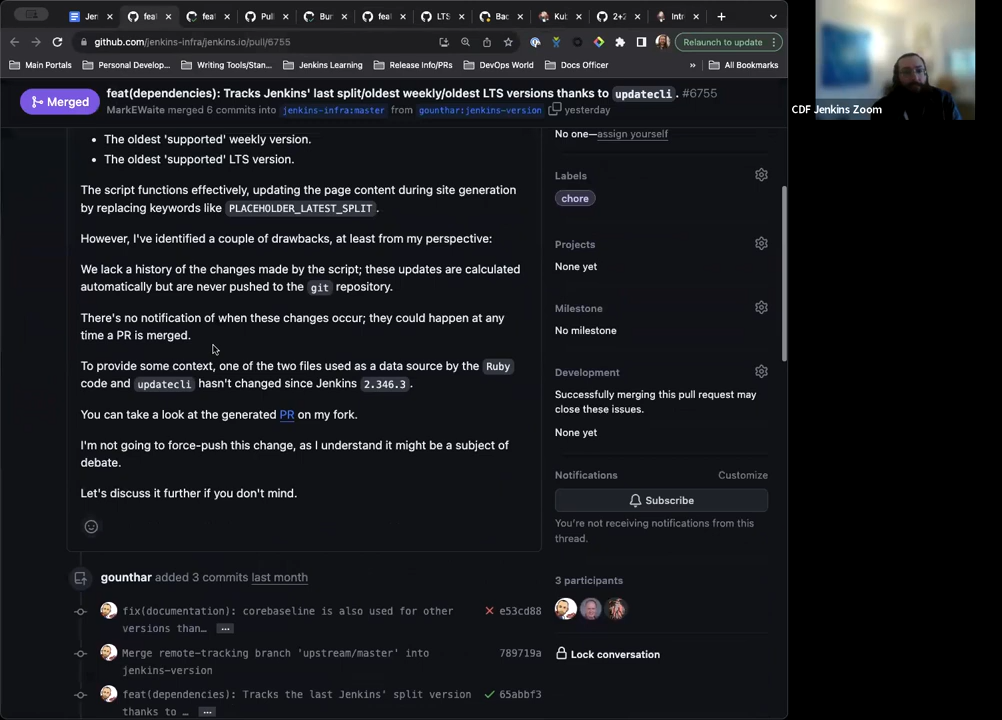 Jen
feat
feat
Pull
Bur
feat
LTS
Bac
Kub
2+2
Intr
github.com/jenkins-infra/jenkins.io/pull/6755
Relaunch to update
Main Portals
Personal Develop...
Writing Tools/Stan...
Jenkins Learning
Release Info/PRs
DevOps World
Docs Officer
»
All Bookmarks
Merged
feat(dependencies): Tracks Jenkins' last split/oldest weekly/oldest LTS versions thanks to updatecli. #6755
MarkEWaite merged 6 commits into jenkins-infra:master from gounthar:jenkins-version yesterday
CDF Jenkins Zoom
• The oldest 'supported' weekly version.
• The oldest 'supported' LTS version.
The script functions effectively, updating the page content during site generation
by replacing keywords like PLACEHOLDER_LATEST_SPLIT.
However, I've identified a couple of drawbacks, at least from my perspective:
We lack a history of the changes made by the script; these updates are calculated
automatically but are never pushed to the git repository.
There's no notification of when these changes occur; they could happen at any
time a PR is merged.
To provide some context, one of the two files used as a data source by the Ruby
code and updatecli hasn't changed since Jenkins 2.346.3.
You can take a look at the generated PR on my fork.
I'm not going to force-push this change, as I understand it might be a subject of
debate.
Let's discuss it further if you don't mind.
gounthar added 3 commits last month
fix(documentation): corebaseline is also used for other
versions than… ...
e53cd88
Merge remote-tracking branch 'upstream/master' into
jenkins-version
789719a
feat(dependencies): Tracks the last Jenkins' split version
thanks to … ...
65abbf3
No one—assign yourself
Labels
chore
Projects
None yet
Milestone
No milestone
Development
Successfully merging this pull request may
close these issues.
None yet
Notifications
Customize
Subscribe
You're not receiving notifications from this
thread.
3 participants
Lock conversation